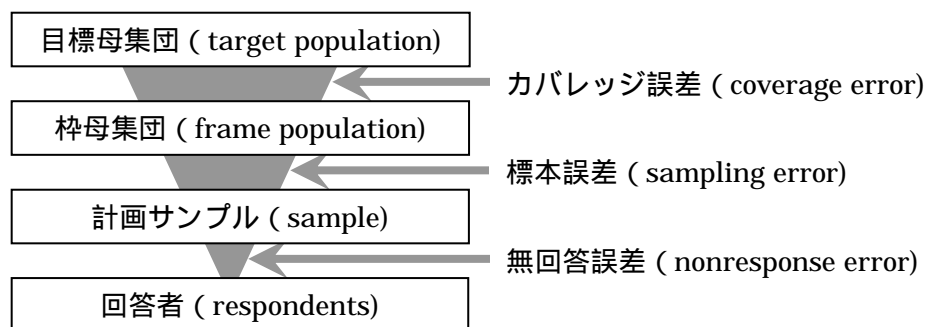 目標母集団 ( target population)
カバレッジ誤差 ( coverage error)
枠母集団 ( frame population)
標本誤差 ( sampling error)
計画サンプル ( sample)
無回答誤差 ( nonresponse error)
回答者 ( respondents)